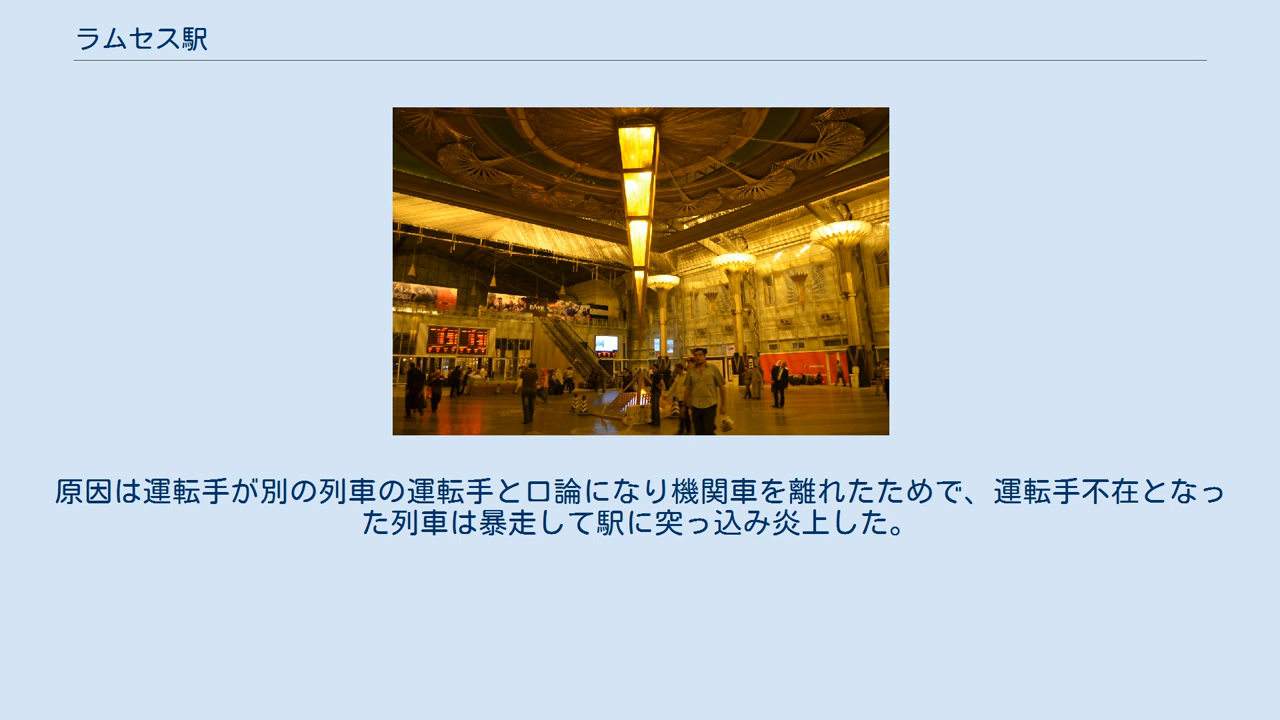 ラムセス駅
原因は運転手が別の列車の運転手と口論になり機関車を離れたためで、運転手不在となっ
た列車は暴走して駅に突っ込み炎上した。